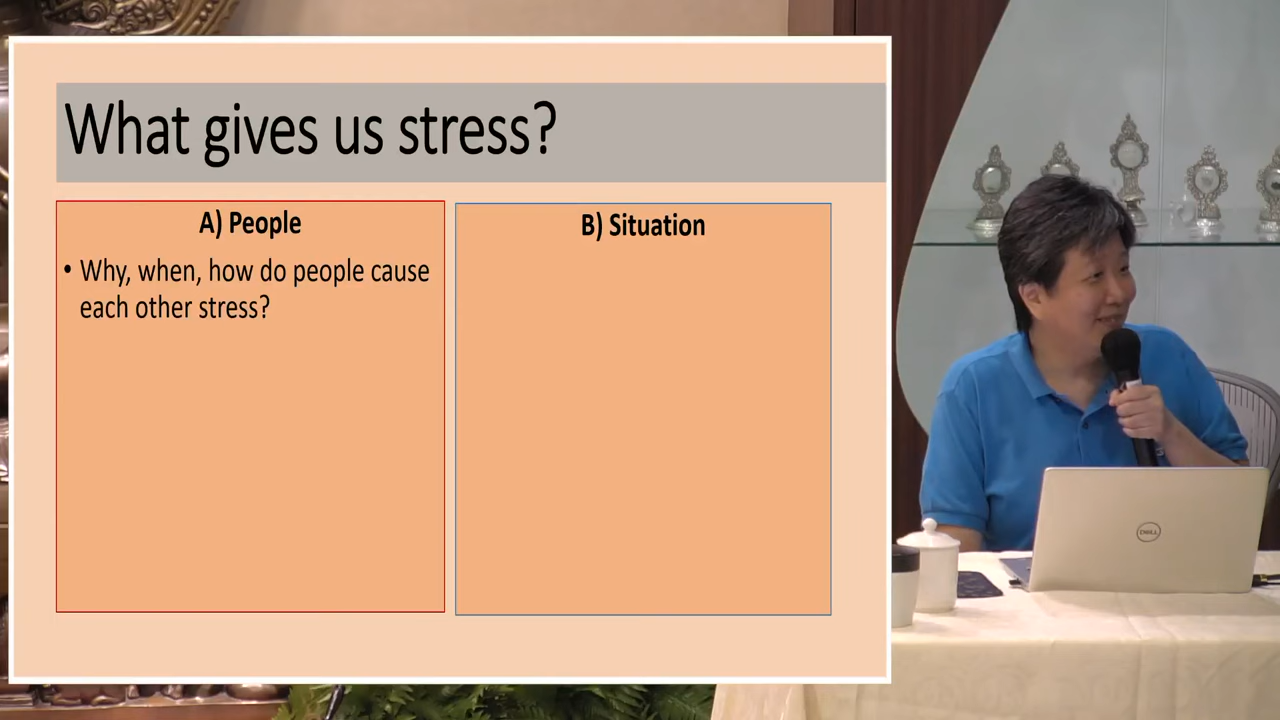 What gives us stress?
A) People
• Why, when, how do people cause
each other stress?
B) Situation
DELL